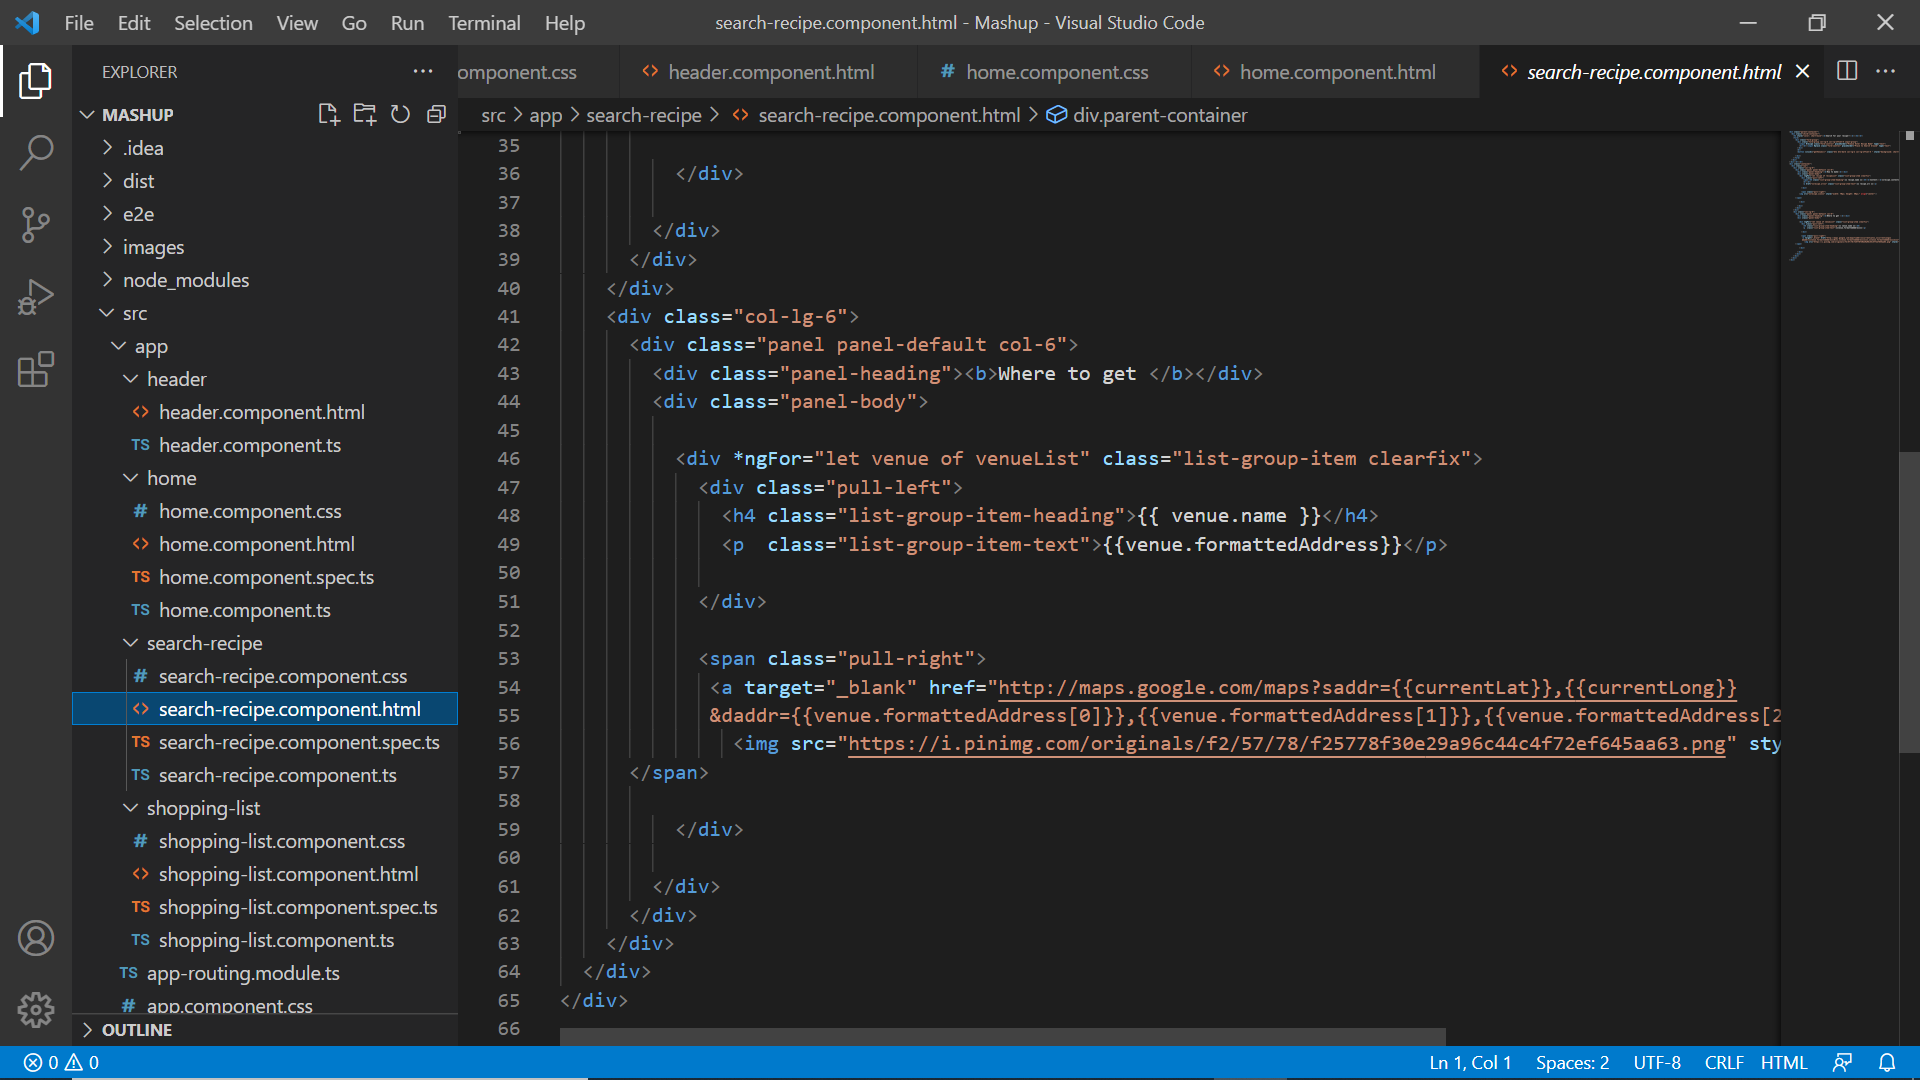 File Edit Selection View Go Run Terminal Help
search-recipe.component.html - Mashup - Visual Studio Code
EXPLORER
MASHUP
.idea
dist
e2e
images
node_modules
src
app
header
header.component.html
TS header.component.ts
home
# home.component.css
home.component.html
TS home.component.spec.ts
TS home.component.ts
search-recipe
# search-recipe.component.css
search-recipe.component.html
TS search-recipe.component.spec.ts
TS search-recipe.component.ts
shopping-list
# shopping-list.component.css
shopping-list.component.html
TS shopping-list.component.spec.ts
TS shopping-list.component.ts
TS app-routing.module.ts
# app.component.css
OUTLINE
omponent.css
header.component.html
# home.component.css
home.component.html
search-recipe.component.html
src > app > search-recipe > search-recipe.component.html > div.parent-container
35
36 </div>
37
38 </div>
39 </div>
40 </div>
41 <div class="col-lg-6">
42 <div class="panel panel-default col-6">
43 <div class="panel-heading"><b>Where to get </b></div>
44 <div class="panel-body">
45
46 <div *ngFor="let venue of venueList" class="list-group-item clearfix">
47 <div class="pull-left">
48 <h4 class="list-group-item-heading">{{ venue.name }}</h4>
49 <p  class="list-group-item-text">{{venue.formattedAddress}}</p>
50
51 </div>
52
53 <span class="pull-right">
54 <a target="_blank" href="http://maps.google.com/maps?saddr={{currentLat}},{{currentLong}}
55 &daddr={{venue.formattedAddress[0]}},{{venue.formattedAddress[1]}},{{venue.formattedAddress[2
56 <img src="https://i.pinimg.com/originals/f2/57/78/f25778f30e29a96c44c4f72ef645aa63.png" sty
57 </span>
58
59 </div>
60
61 </div>
62 </div>
63 </div>
64 </div>
65 </div>
66
0 0
Ln 1, Col 1 Spaces: 2 UTF-8 CRLF HTML